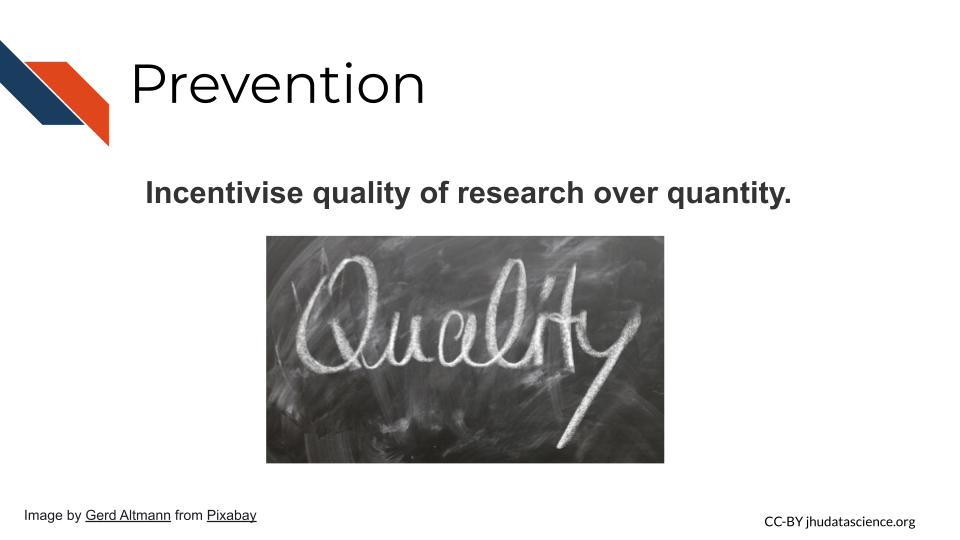 Prevention
Incentivise quality of research over quantity.
Quality
Image by Gerd Altmann from Pixabay
CC-BY jhudatascience.org